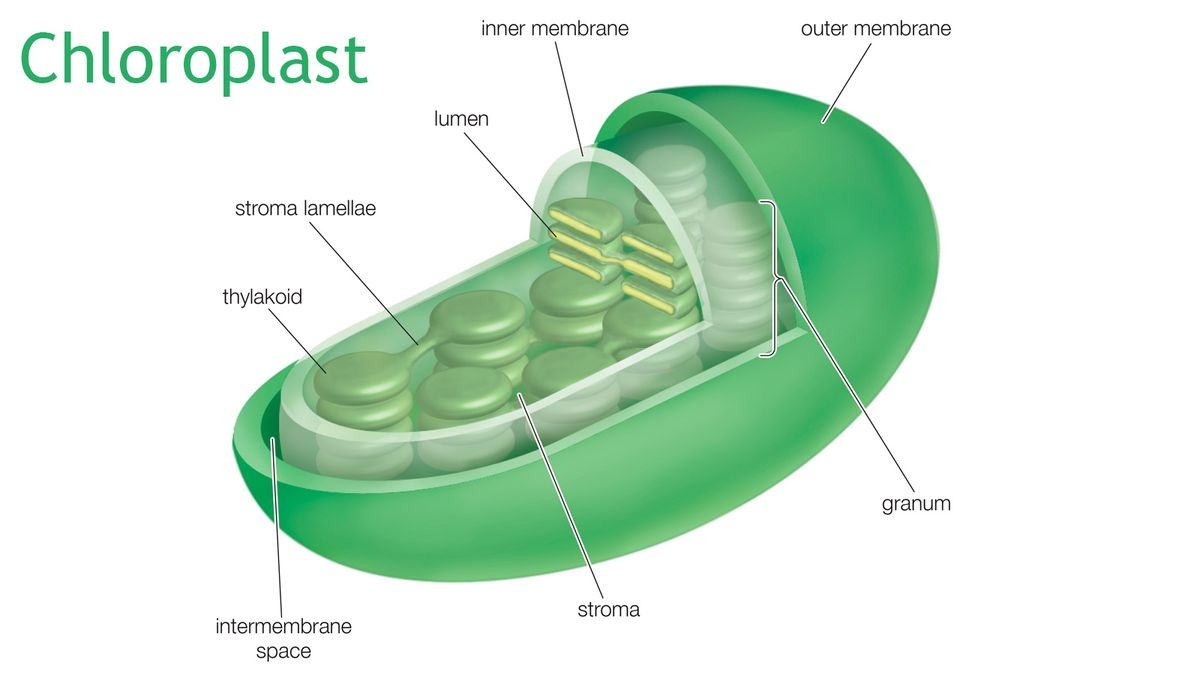 Chloroplast
inner membrane
outer membrane
lumen
stroma lamellae
thylakoid
granum
stroma
intermembrane
space